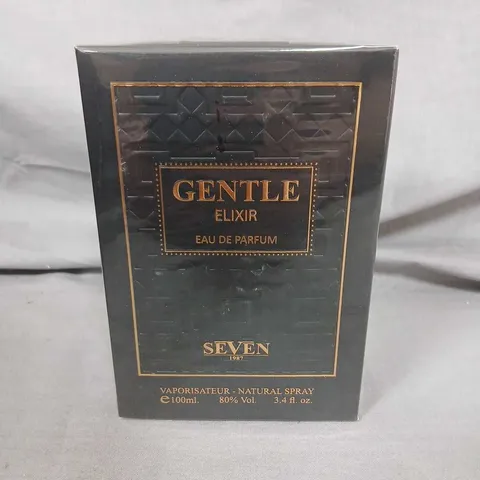 GENTLE
ELIXIR
EAU DE PARFUM
SEVEN
1987
VAPORISATEUR - NATURAL SPRAY
℮100ml. 80% Vol. 3.4 fl. oz.